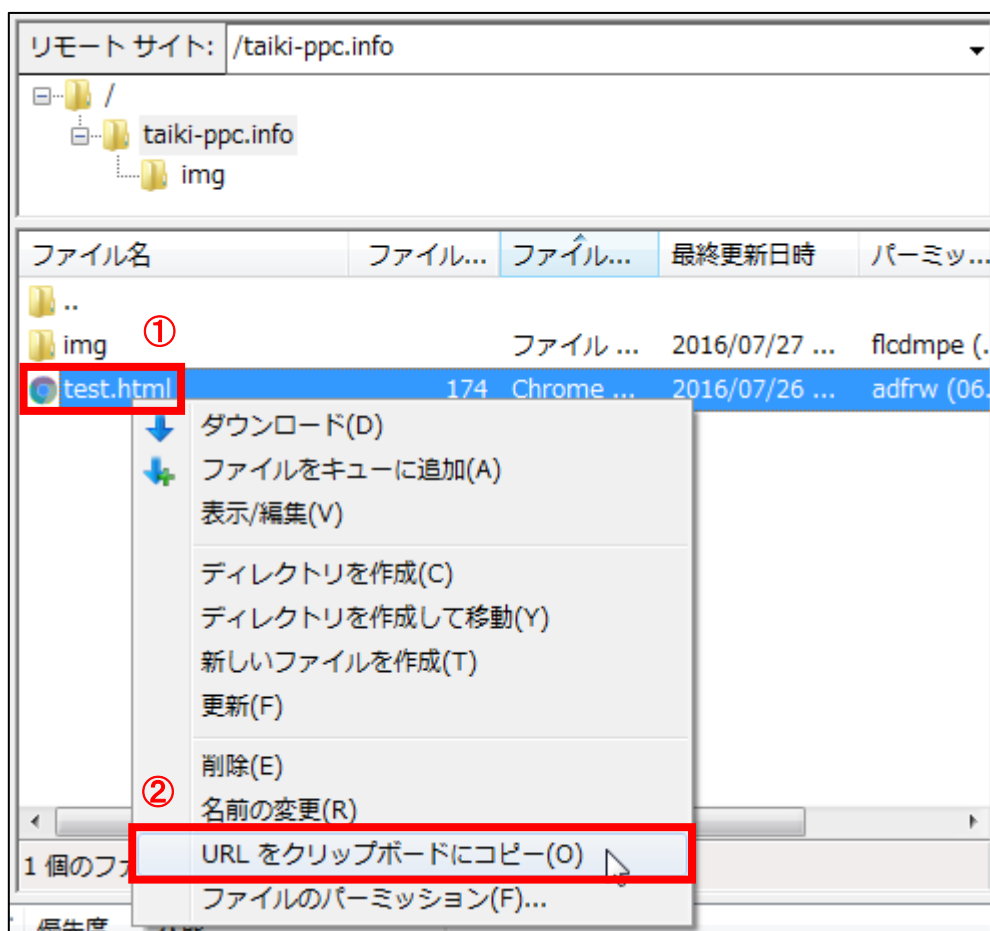 リモート サイト: /taiki-ppc.info
/
taiki-ppc.info
img
ファイル名 ファイル... ファイル... 最終更新日時 パーミッ...
..
①
img ファイル ... 2016/07/27 ... flcdmpe (.
test.html 174 Chrome ... 2016/07/26 ... adfrw (06.
ダウンロード(D)
ファイルをキューに追加(A)
表示/編集(V)
ディレクトリを作成(C)
ディレクトリを作成して移動(Y)
新しいファイルを作成(T)
更新(F)
削除(E)
②
名前の変更(R)
URL をクリップボードにコピー(O)
1 個のファ
ファイルのパーミッション(F)...